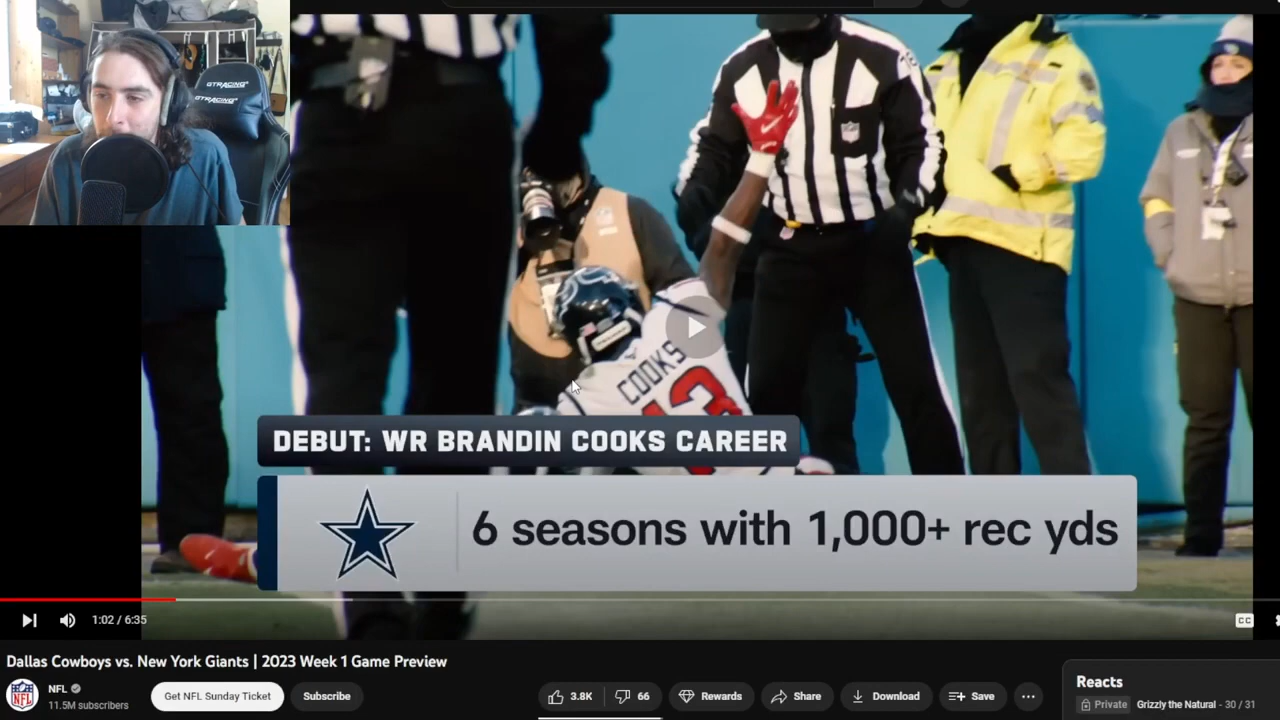 GTRACING
GTRACING
COOKS
13
DEBUT: WR BRANDIN COOKS CAREER
6 seasons with 1,000+ rec yds
1:02 / 6:35
CC
Dallas Cowboys vs. New York Giants | 2023 Week 1 Game Preview
NFL
NFL
11.5M subscribers
Get NFL Sunday Ticket
Subscribe
3.8K
66
Rewards
Share
Download
Save
Reacts
Private
Grizzly the Natural - 30 / 31